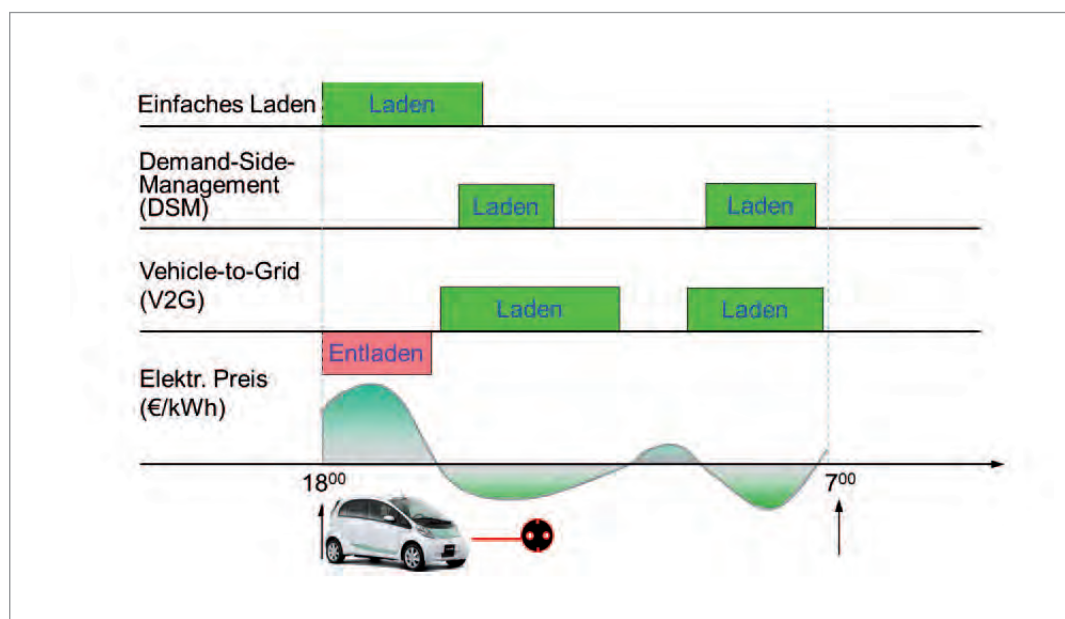 Einfaches Laden
Laden
Demand-Side-
Management
(DSM)
Laden
Laden
Vehicle-to-Grid
(V2G)
Laden
Laden
Entladen
Elektr. Preis
(€/kWh)
18⁰⁰
7⁰⁰